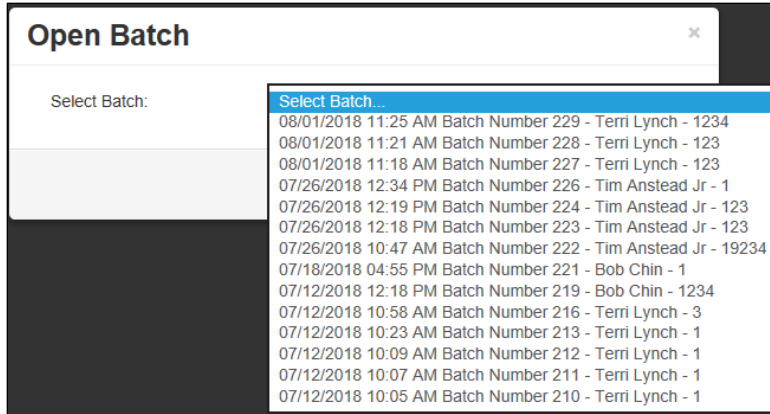 Open Batch
×
Select Batch:
Select Batch...
08/01/2018 11:25 AM Batch Number 229 - Terri Lynch - 1234
08/01/2018 11:21 AM Batch Number 228 - Terri Lynch - 123
08/01/2018 11:18 AM Batch Number 227 - Terri Lynch - 123
07/26/2018 12:34 PM Batch Number 226 - Tim Anstead Jr - 1
07/26/2018 12:19 PM Batch Number 224 - Tim Anstead Jr - 123
07/26/2018 12:18 PM Batch Number 223 - Tim Anstead Jr - 123
07/26/2018 10:47 AM Batch Number 222 - Tim Anstead Jr - 19234
07/18/2018 04:55 PM Batch Number 221 - Bob Chin - 1
07/12/2018 12:18 PM Batch Number 219 - Bob Chin - 1234
07/12/2018 10:58 AM Batch Number 216 - Terri Lynch - 3
07/12/2018 10:23 AM Batch Number 213 - Terri Lynch - 1
07/12/2018 10:09 AM Batch Number 212 - Terri Lynch - 1
07/12/2018 10:07 AM Batch Number 211 - Terri Lynch - 1
07/12/2018 10:05 AM Batch Number 210 - Terri Lynch - 1